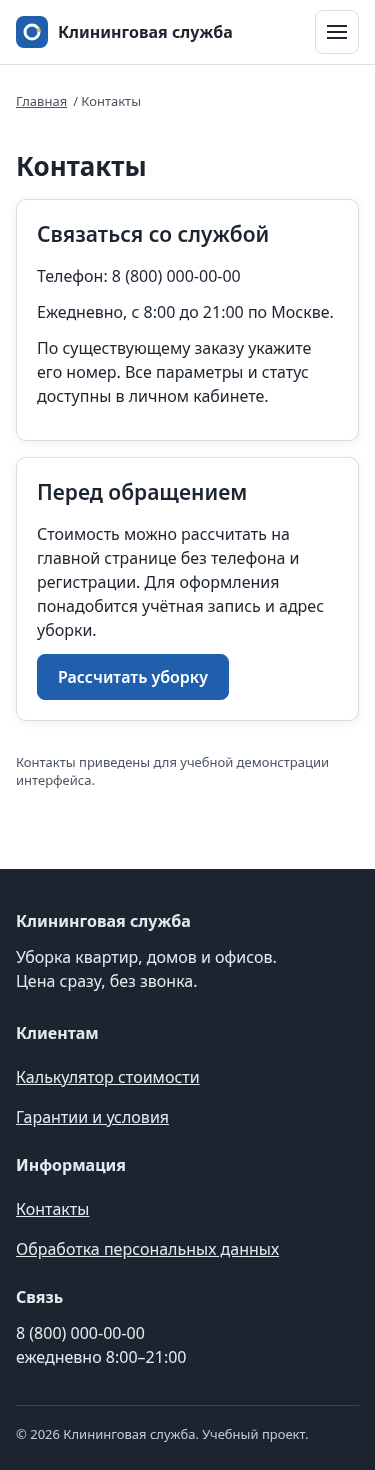 Клининговая служба
Главная / Контакты
Контакты
Связаться со службой
Телефон: 8 (800) 000-00-00
Ежедневно, с 8:00 до 21:00 по Москве.
По существующему заказу укажите
его номер. Все параметры и статус
доступны в личном кабинете.
Перед обращением
Стоимость можно рассчитать на
главной странице без телефона и
регистрации. Для оформления
понадобится учётная запись и адрес
уборки.
Рассчитать уборку
Контакты приведены для учебной демонстрации
интерфейса.
Клининговая служба
Уборка квартир, домов и офисов.
Цена сразу, без звонка.
Клиентам
Калькулятор стоимости
Гарантии и условия
Информация
Контакты
Обработка персональных данных
Связь
8 (800) 000-00-00
ежедневно 8:00–21:00
© 2026 Клининговая служба. Учебный проект.